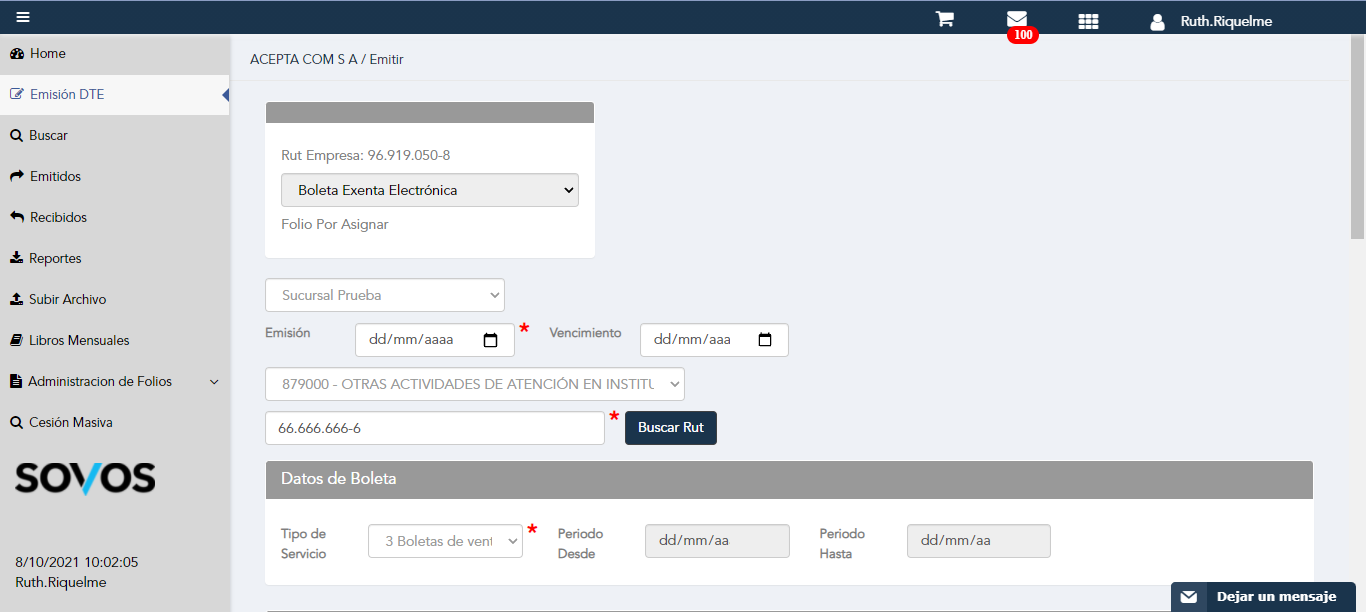 Ruth.Riquelme
100
Home
ACEPTA COM S A / Emitir
Emisión DTE
Buscar
Emitidos
Recibidos
Reportes
Subir Archivo
Libros Mensuales
Administracion de Folios
Cesión Masiva
SOVOS
8/10/2021 10:02:05
Ruth.Riquelme
Rut Empresa: 96.919.050-8
Boleta Exenta Electrónica
Folio Por Asignar
Sucursal Prueba
Emisión dd/mm/aaaa * Vencimiento dd/mm/aaa
879000 - OTRAS ACTIVIDADES DE ATENCIÓN EN INSTITU
66.666.666-6 * Buscar Rut
Datos de Boleta
Tipo de Servicio 3 Boletas de vent * Periodo Desde dd/mm/aa Periodo Hasta dd/mm/aa
Dejar un mensaje